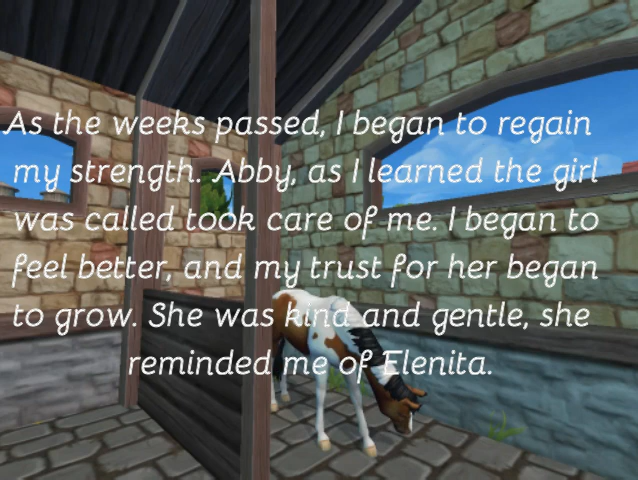 As the weeks passed, I began to regain
my strength. Abby, as I learned the girl
was called took care of me. I began to
feel better, and my trust for her began
to grow. She was kind and gentle, she
reminded me of Elenita.